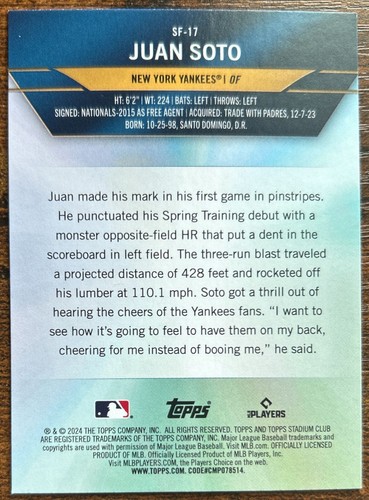 SF-17
JUAN SOTO
NEW YORK YANKEES® | OF
HT: 6'2" | WT: 224 | BATS: LEFT | THROWS: LEFT
SIGNED: NATIONALS-2015 AS FREE AGENT | ACQUIRED: TRADE WITH PADRES, 12-7-23
BORN: 10-25-98, SANTO DOMINGO, D.R.
Juan made his mark in his first game in pinstripes.
He punctuated his Spring Training debut with a
monster opposite-field HR that put a dent in the
scoreboard in left field. The three-run blast traveled
a projected distance of 428 feet and rocketed off
his lumber at 110.1 mph. Soto got a thrill out of
hearing the cheers of the Yankees fans. “I want to
see how it's going to feel to have them on my back,
cheering for me instead of booing me,” he said.
Topps
PLAYERS
® & © 2024 THE TOPPS COMPANY, INC. ALL RIGHTS RESERVED. TOPPS AND TOPPS STADIUM CLUB
ARE REGISTERED TRADEMARKS OF THE TOPPS COMPANY, INC. Major League Baseball trademarks and
copyrights are used with permission of Major League Baseball. Visit MLB.com. OFFICIALLY LICENSED
PRODUCT OF MLB. Officially Licensed Product of MLB Players, Inc.
Visit MLBPLAYERS.com, the Players Choice on the web.
WWW.TOPPS.COM. CODE#CMP078514.